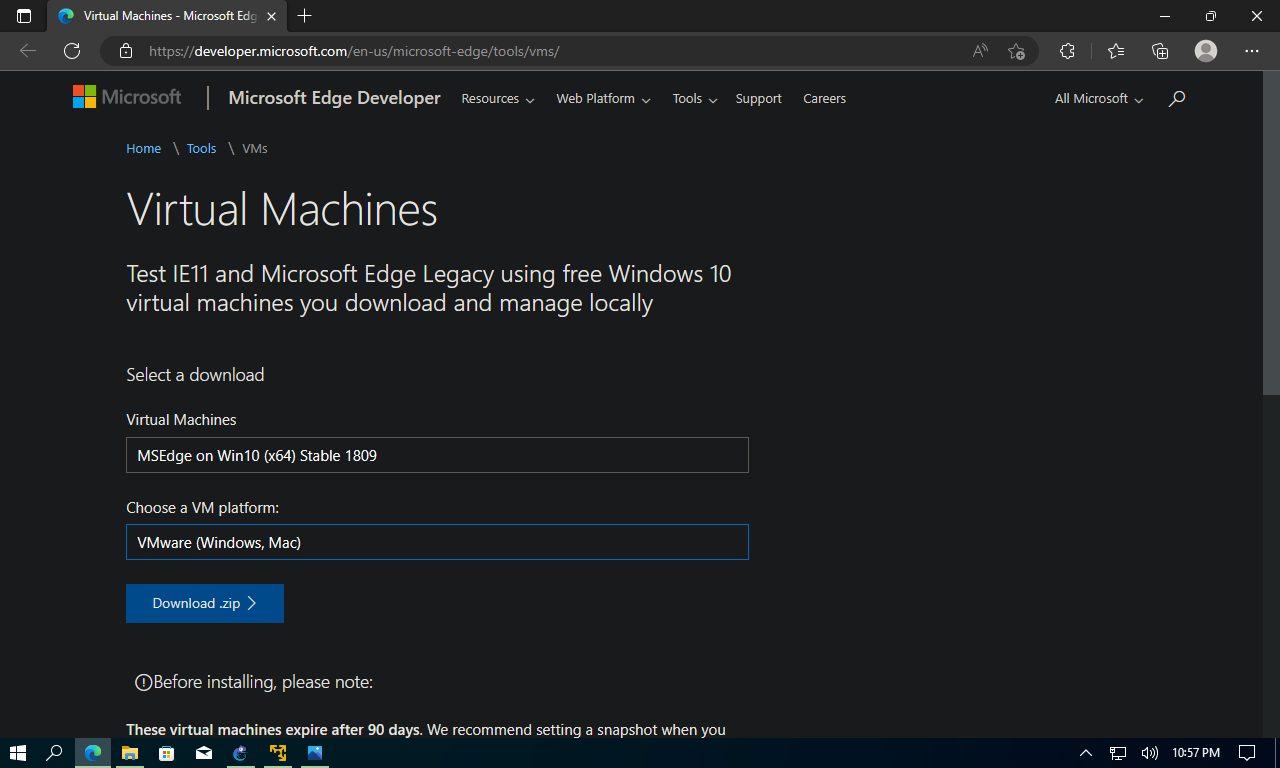 Virtual Machines - Microsoft Edg
https://developer.microsoft.com/en-us/microsoft-edge/tools/vms/
Microsoft | Microsoft Edge Developer Resources Web Platform Tools Support Careers All Microsoft
Home \ Tools \ VMs
Virtual Machines
Test IE11 and Microsoft Edge Legacy using free Windows 10
virtual machines you download and manage locally
Select a download
Virtual Machines
MSEdge on Win10 (x64) Stable 1809
Choose a VM platform:
VMware (Windows, Mac)
Download .zip
Before installing, please note:
These virtual machines expire after 90 days. We recommend setting a snapshot when you
10:57 PM